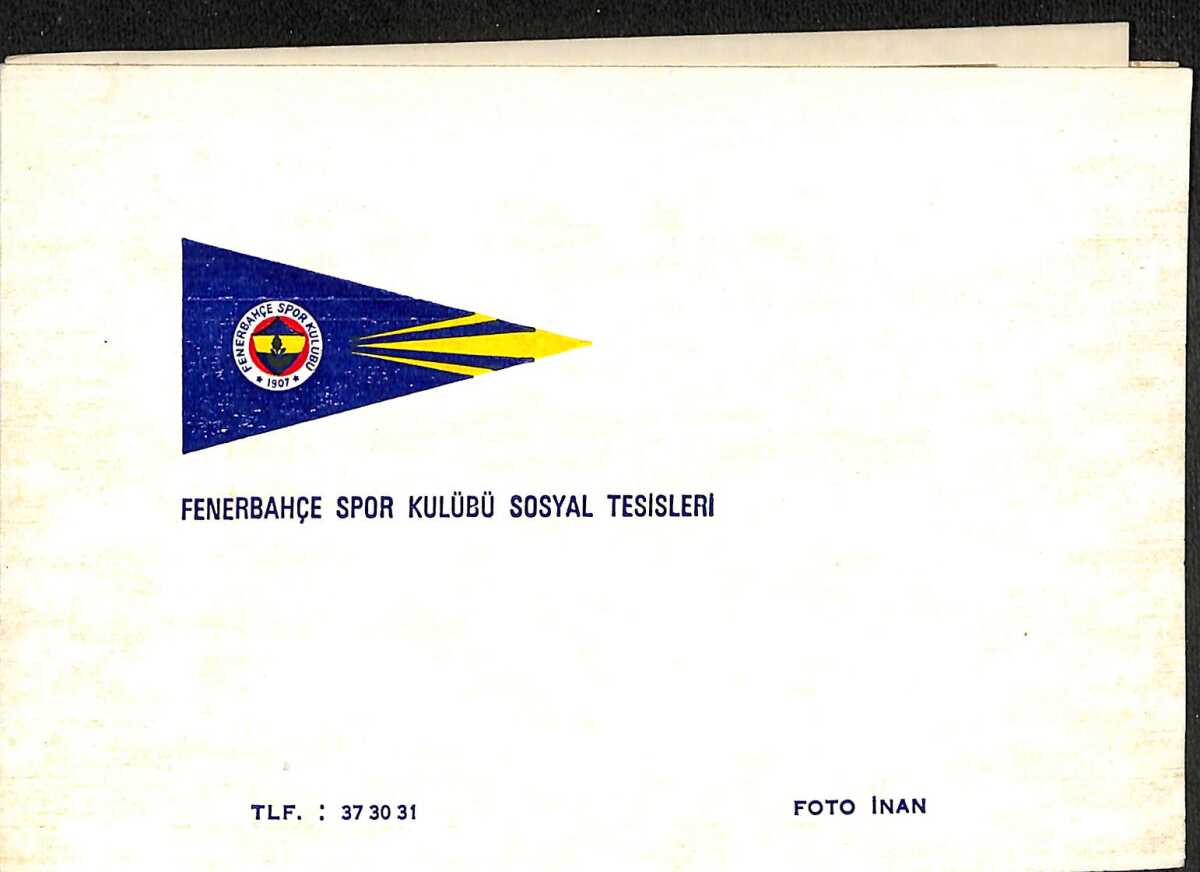 FENERBAHÇE SPOR KULÜBÜ
★ 1907 ★
FENERBAHÇE SPOR KULÜBÜ SOSYAL TESİSLERİ
TLF. : 37 30 31
FOTO İNAN